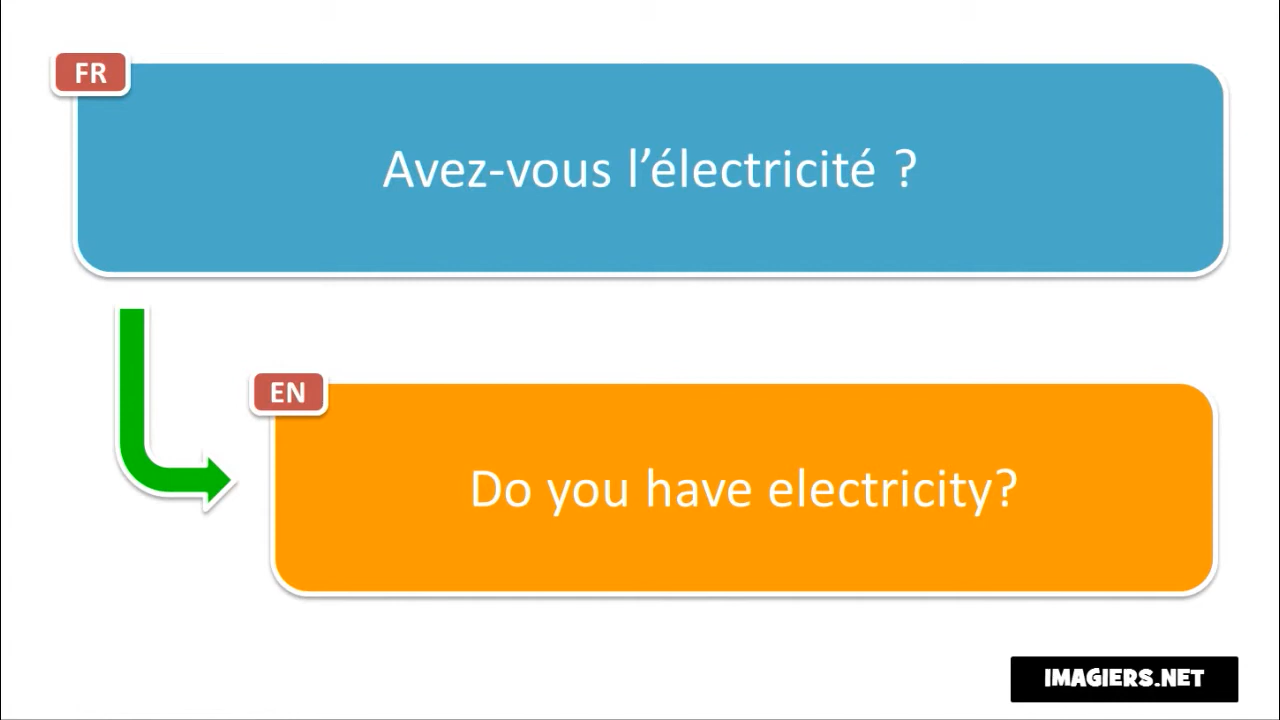 FR
Avez-vous l’électricité ?
EN
Do you have electricity?
IMAGIERS.NET